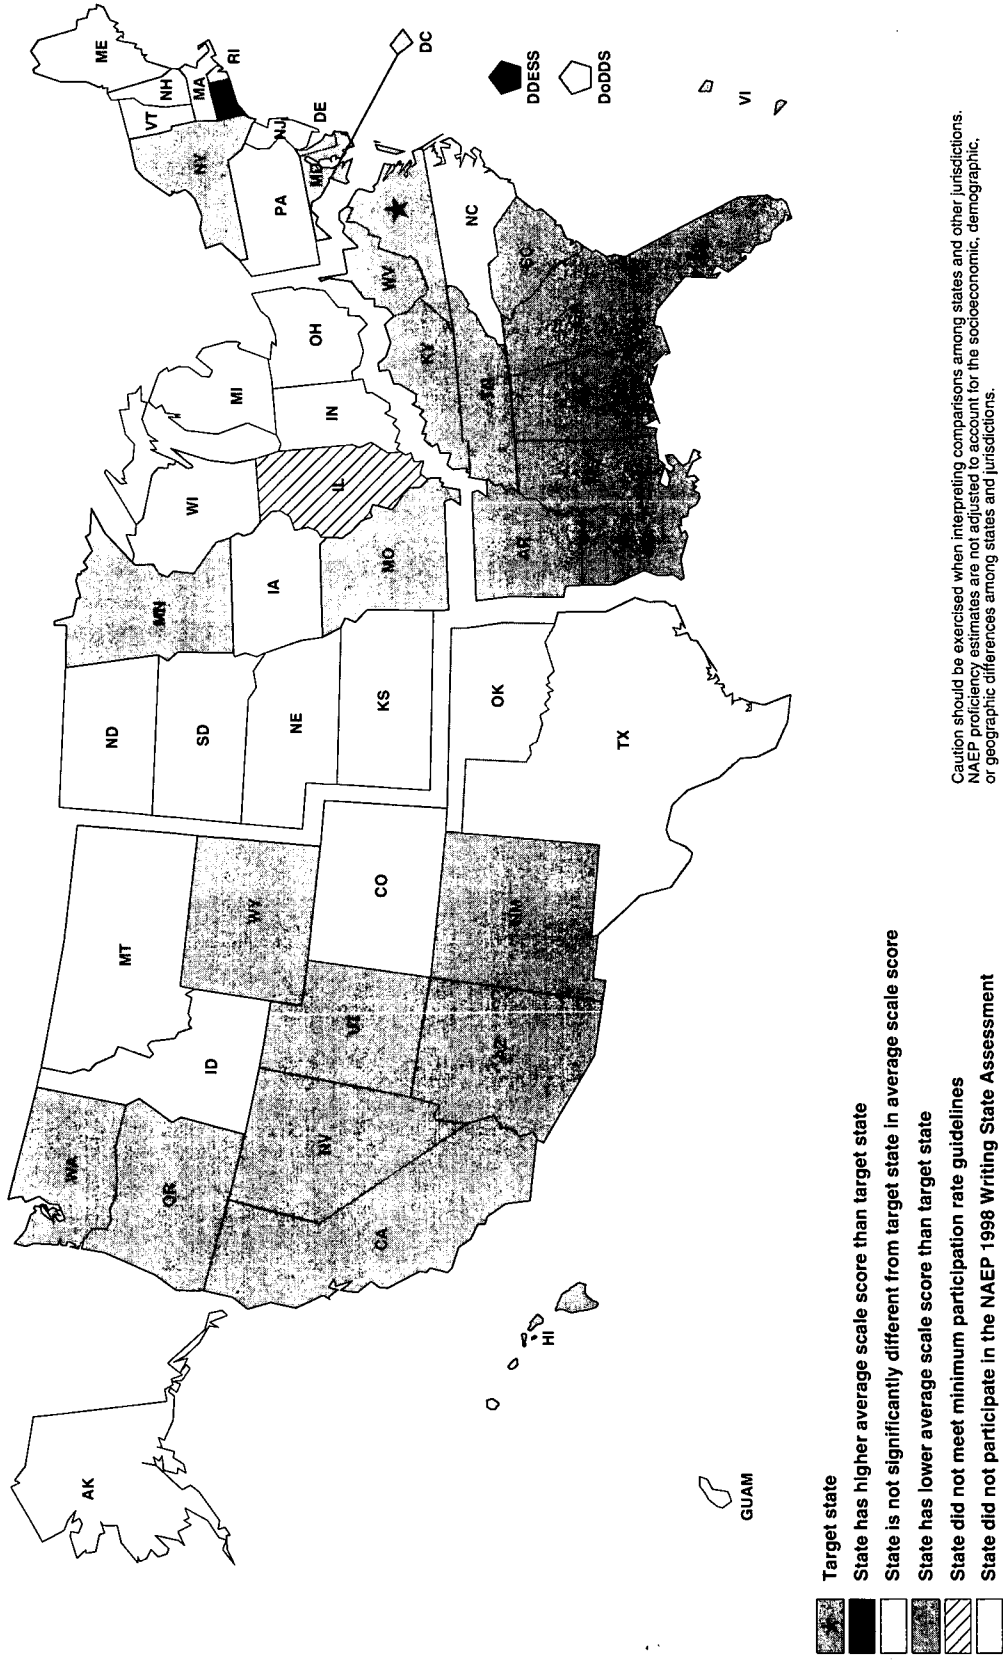 AK
HI
GUAM
WA
OR
CA
NV
ID
MT
WY
UT
AZ
CO
NM
ND
SD
NE
KS
OK
TX
MN
IA
MO
AR
WI
IL
MI
IN
OH
KY
TN
WV
NC
SC
PA
NY
VT
NH
ME
MA
RI
NJ
DE
MD
DC
DDESS
DoDDS
VI
Target state
State has higher average scale score than target state
State is not significantly different from target state in average scale score
State has lower average scale score than target state
State did not meet minimum participation rate guidelines
State did not participate in the NAEP 1998 Writing State Assessment
Caution should be exercised when interpreting comparisons among states and other jurisdictions.
NAEP proficiency estimates are not adjusted to account for the socioeconomic, demographic,
or geographic differences among states and jurisdictions.